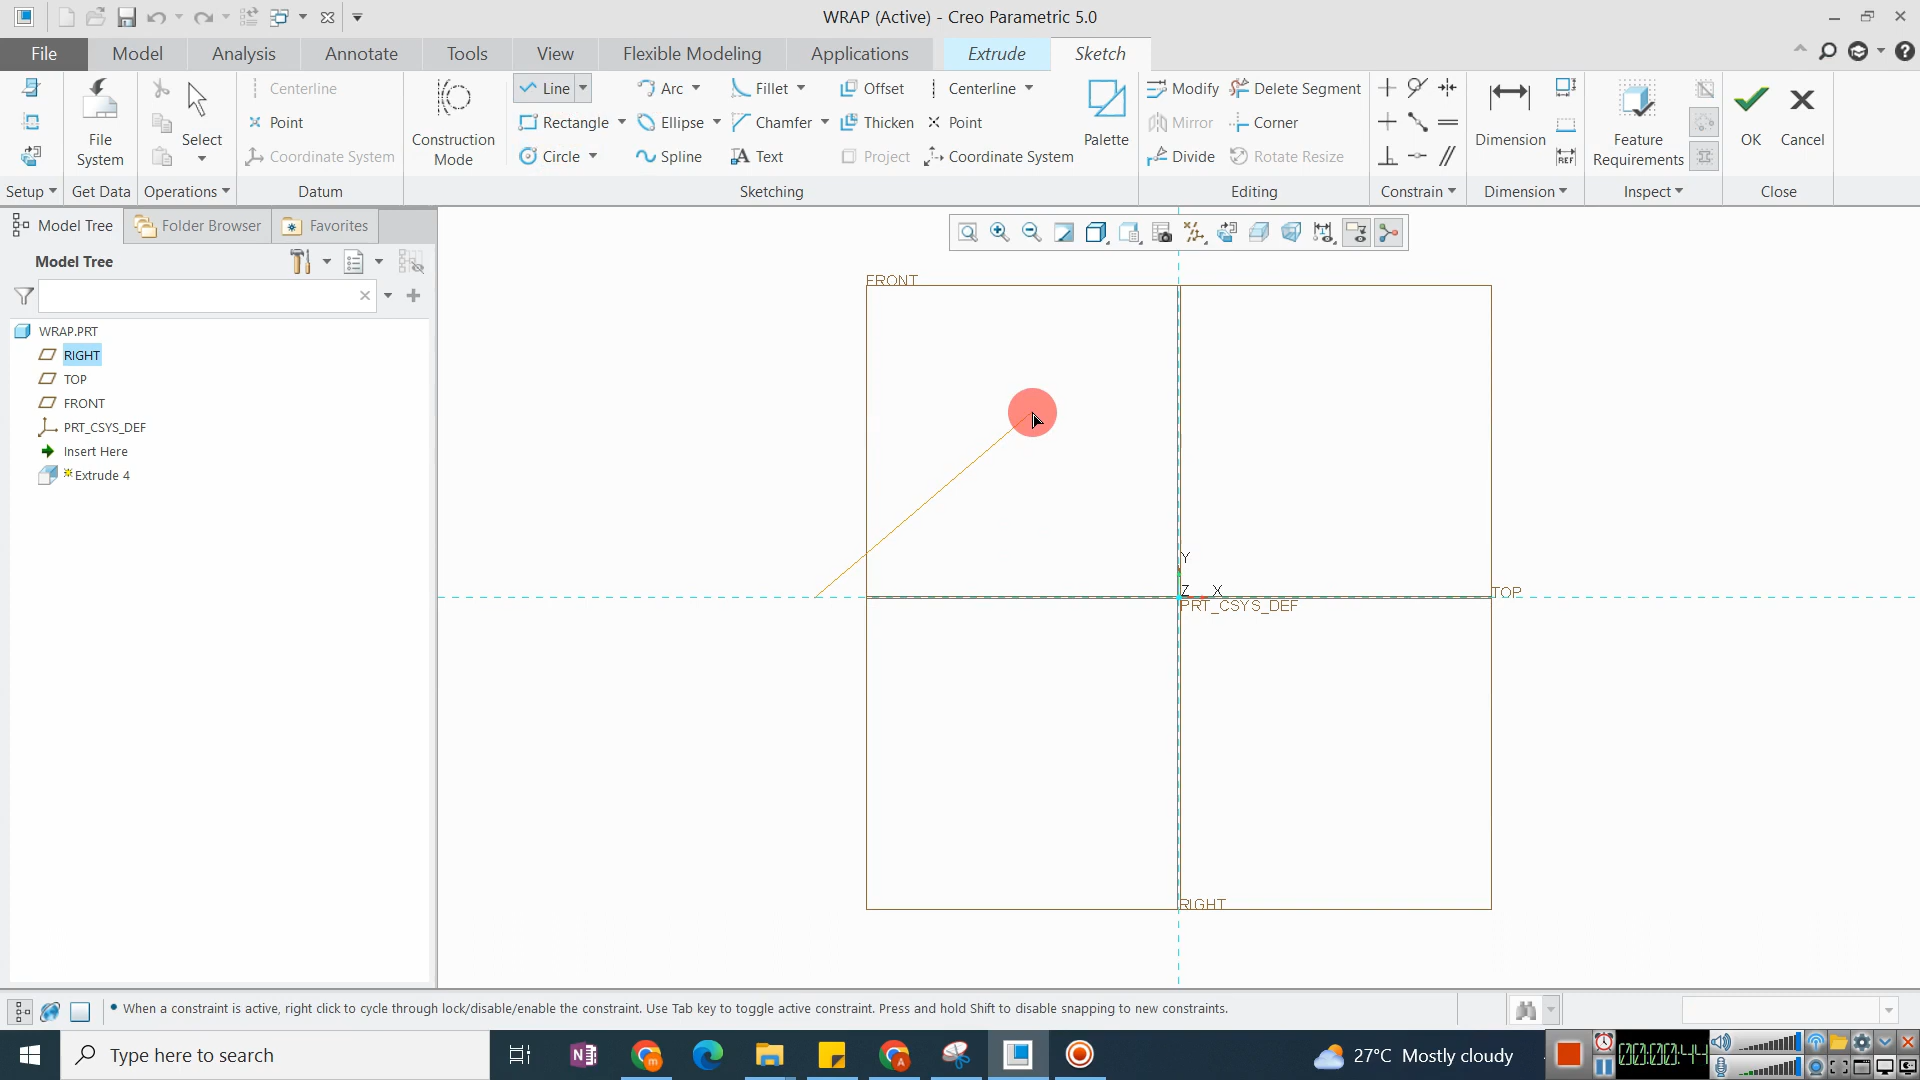 WRAP (Active) - Creo Parametric 5.0
File Model Analysis Annotate Tools View Flexible Modeling Applications Extrude Sketch
Centerline Line Arc Fillet Offset Centerline Modify Delete Segment
Point Rectangle Ellipse Chamfer Thicken Point Mirror Corner
File System Select Coordinate System Construction Mode Circle Spline Text Project Coordinate System Palette Divide Rotate Resize Dimension Feature Requirements OK Cancel
Setup Get Data Operations Datum Sketching Editing Constrain Dimension Inspect Close
Model Tree Folder Browser Favorites
Model Tree
WRAP.PRT
RIGHT
TOP
FRONT
PRT_CSYS_DEF
Insert Here
Extrude 4
FRONT
Y
Z X
TOP
PRT_CSYS_DEF
RIGHT
• When a constraint is active, right click to cycle through lock/disable/enable the constraint. Use Tab key to toggle active constraint. Press and hold Shift to disable snapping to new constraints.
Type here to search 27°C Mostly cloudy 00:00:44